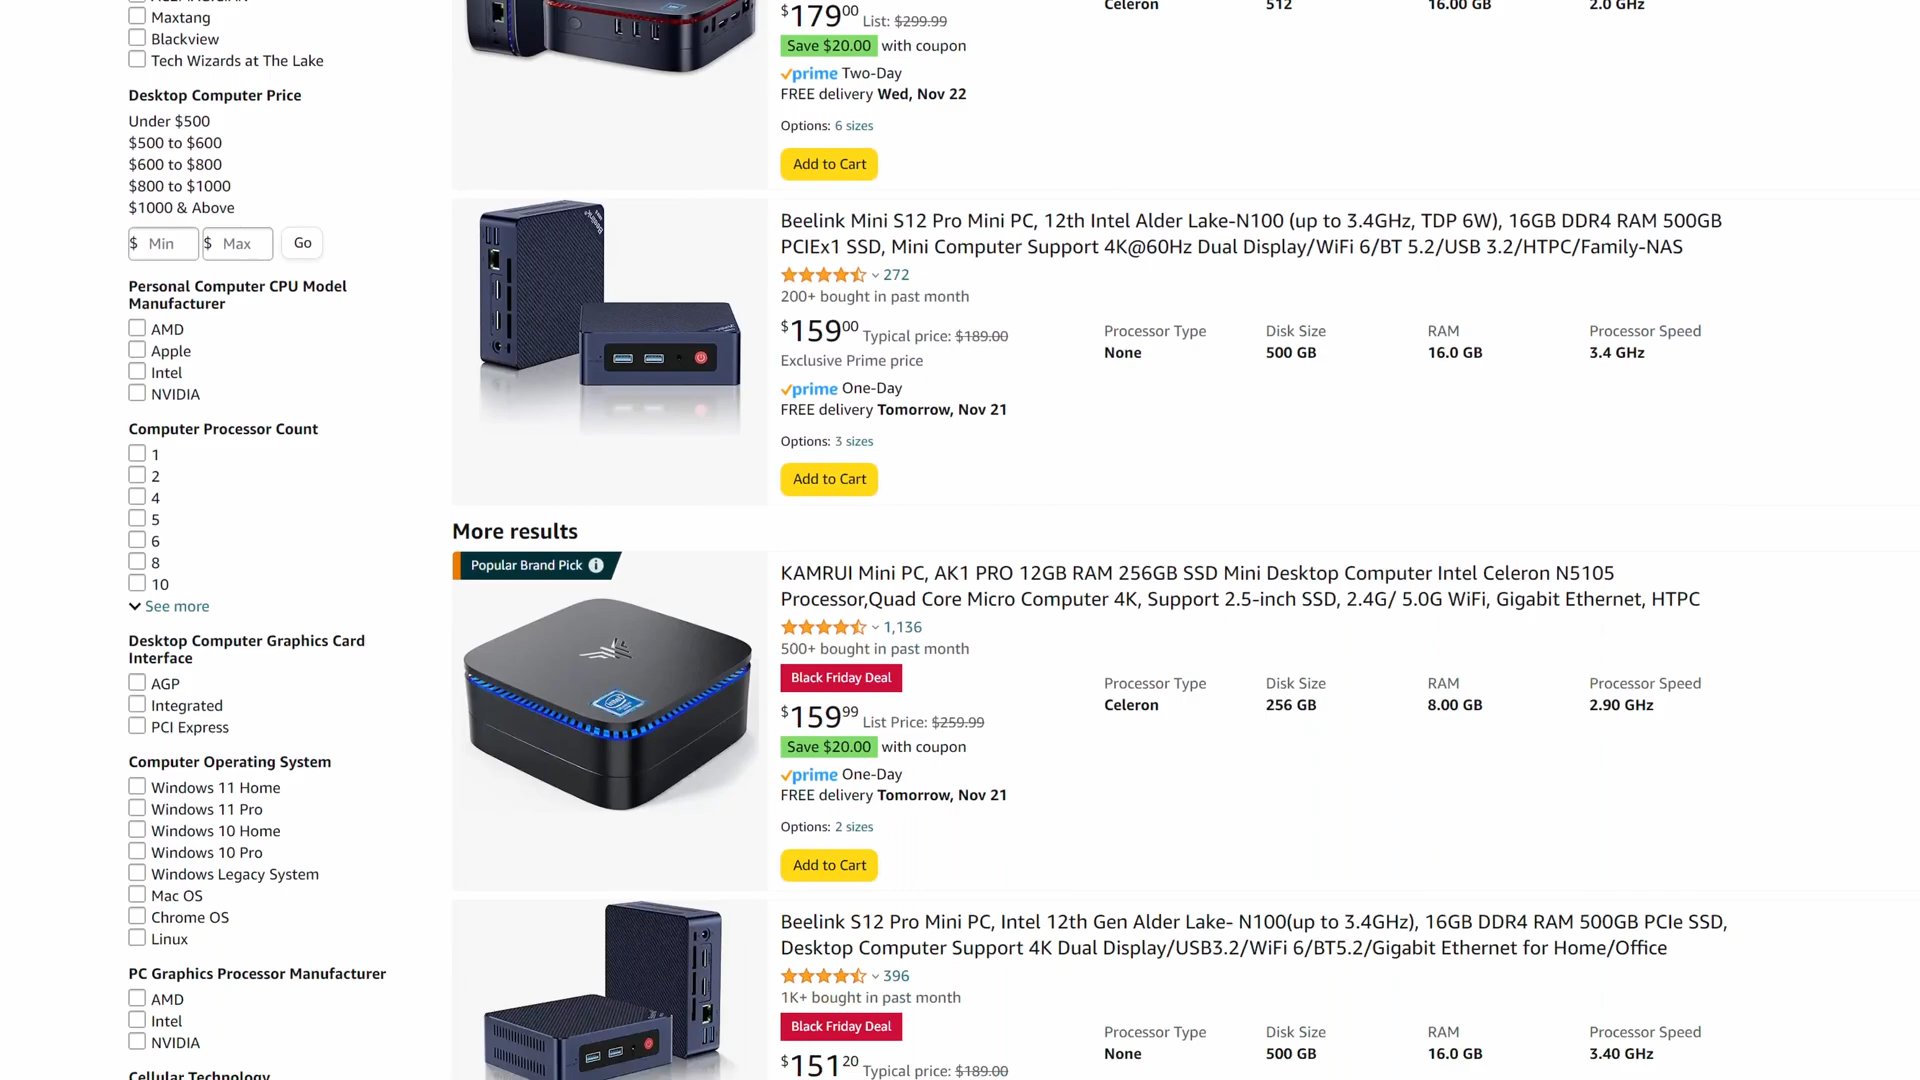 Maxtang
Blackview
Tech Wizards at The Lake
Desktop Computer Price
Under $500
$500 to $600
$600 to $800
$800 to $1000
$1000 & Above
$ Min $ Max Go
Personal Computer CPU Model
Manufacturer
AMD
Apple
Intel
NVIDIA
Computer Processor Count
1
2
4
5
6
8
10
See more
Desktop Computer Graphics Card
Interface
AGP
Integrated
PCI Express
Computer Operating System
Windows 11 Home
Windows 11 Pro
Windows 10 Home
Windows 10 Pro
Windows Legacy System
Mac OS
Chrome OS
Linux
PC Graphics Processor Manufacturer
AMD
Intel
NVIDIA
Cellular Technology
$179.00 List: $299.99
Celeron 512 16.00 GB 2.0 GHz
Save $20.00 with coupon
prime Two-Day
FREE delivery Wed, Nov 22
Options: 6 sizes
Add to Cart
Beelink Mini S12 Pro Mini PC, 12th Intel Alder Lake-N100 (up to 3.4GHz, TDP 6W), 16GB DDR4 RAM 500GB
PCIEx1 SSD, Mini Computer Support 4K@60Hz Dual Display/WiFi 6/BT 5.2/USB 3.2/HTPC/Family-NAS
272
200+ bought in past month
$159.00 Typical price: $189.00
Exclusive Prime price
Processor Type Disk Size RAM Processor Speed
None 500 GB 16.0 GB 3.4 GHz
prime One-Day
FREE delivery Tomorrow, Nov 21
Options: 3 sizes
Add to Cart
More results
Popular Brand Pick
KAMRUI Mini PC, AK1 PRO 12GB RAM 256GB SSD Mini Desktop Computer Intel Celeron N5105
Processor,Quad Core Micro Computer 4K, Support 2.5-inch SSD, 2.4G/ 5.0G WiFi, Gigabit Ethernet, HTPC
1,136
500+ bought in past month
Black Friday Deal
$159.99 List Price: $259.99
Processor Type Disk Size RAM Processor Speed
Celeron 256 GB 8.00 GB 2.90 GHz
Save $20.00 with coupon
prime One-Day
FREE delivery Tomorrow, Nov 21
Options: 2 sizes
Add to Cart
Beelink S12 Pro Mini PC, Intel 12th Gen Alder Lake- N100(up to 3.4GHz), 16GB DDR4 RAM 500GB PCIe SSD,
Desktop Computer Support 4K Dual Display/USB3.2/WiFi 6/BT5.2/Gigabit Ethernet for Home/Office
396
1K+ bought in past month
Black Friday Deal
$151.20 Typical price: $189.00
Processor Type Disk Size RAM Processor Speed
None 500 GB 16.0 GB 3.40 GHz